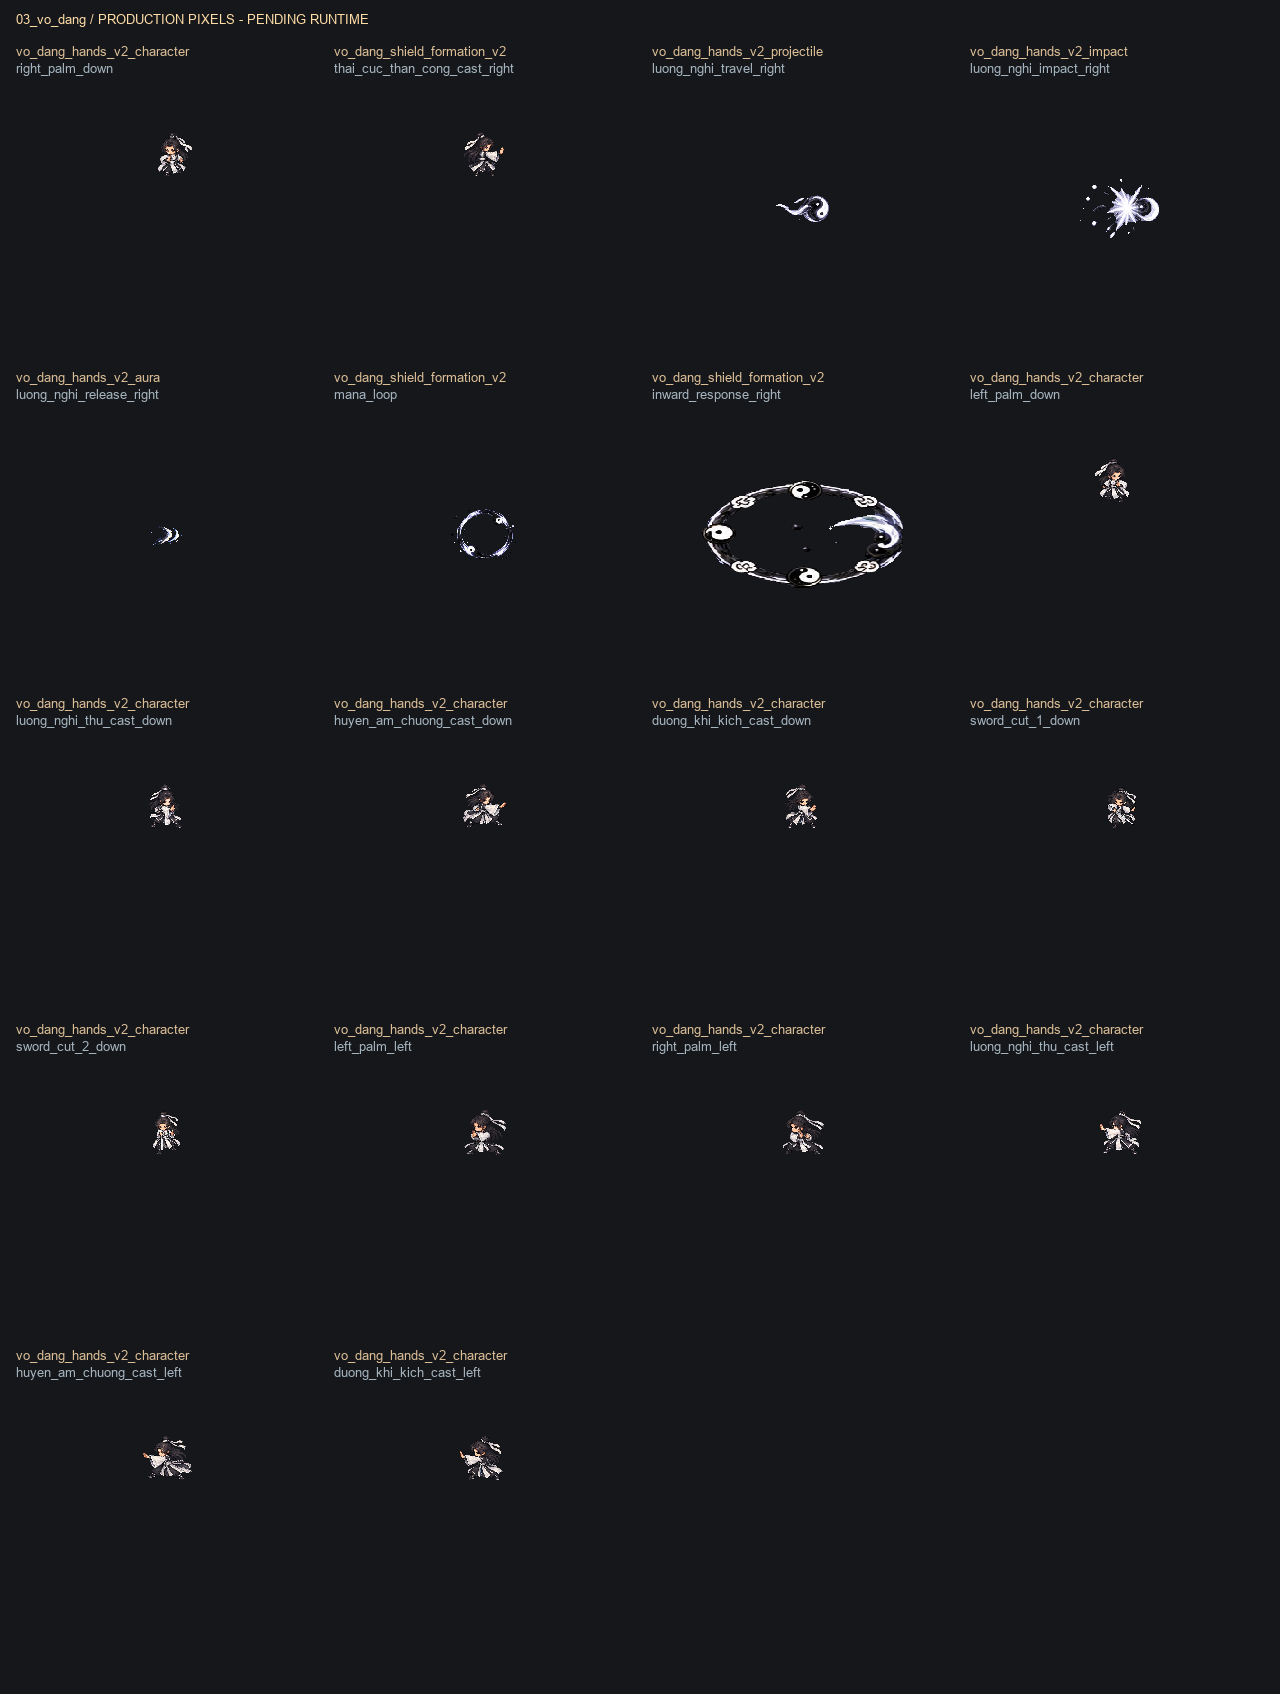 03_vo_dang / PRODUCTION PIXELS - PENDING RUNTIME
vo_dang_hands_v2_character
right_palm_down
vo_dang_shield_formation_v2
thai_cuc_than_cong_cast_right
vo_dang_hands_v2_projectile
luong_nghi_travel_right
vo_dang_hands_v2_impact
luong_nghi_impact_right
vo_dang_hands_v2_aura
luong_nghi_release_right
vo_dang_shield_formation_v2
mana_loop
vo_dang_shield_formation_v2
inward_response_right
vo_dang_hands_v2_character
left_palm_down
vo_dang_hands_v2_character
luong_nghi_thu_cast_down
vo_dang_hands_v2_character
huyen_am_chuong_cast_down
vo_dang_hands_v2_character
duong_khi_kich_cast_down
vo_dang_hands_v2_character
sword_cut_1_down
vo_dang_hands_v2_character
sword_cut_2_down
vo_dang_hands_v2_character
left_palm_left
vo_dang_hands_v2_character
right_palm_left
vo_dang_hands_v2_character
luong_nghi_thu_cast_left
vo_dang_hands_v2_character
huyen_am_chuong_cast_left
vo_dang_hands_v2_character
duong_khi_kich_cast_left